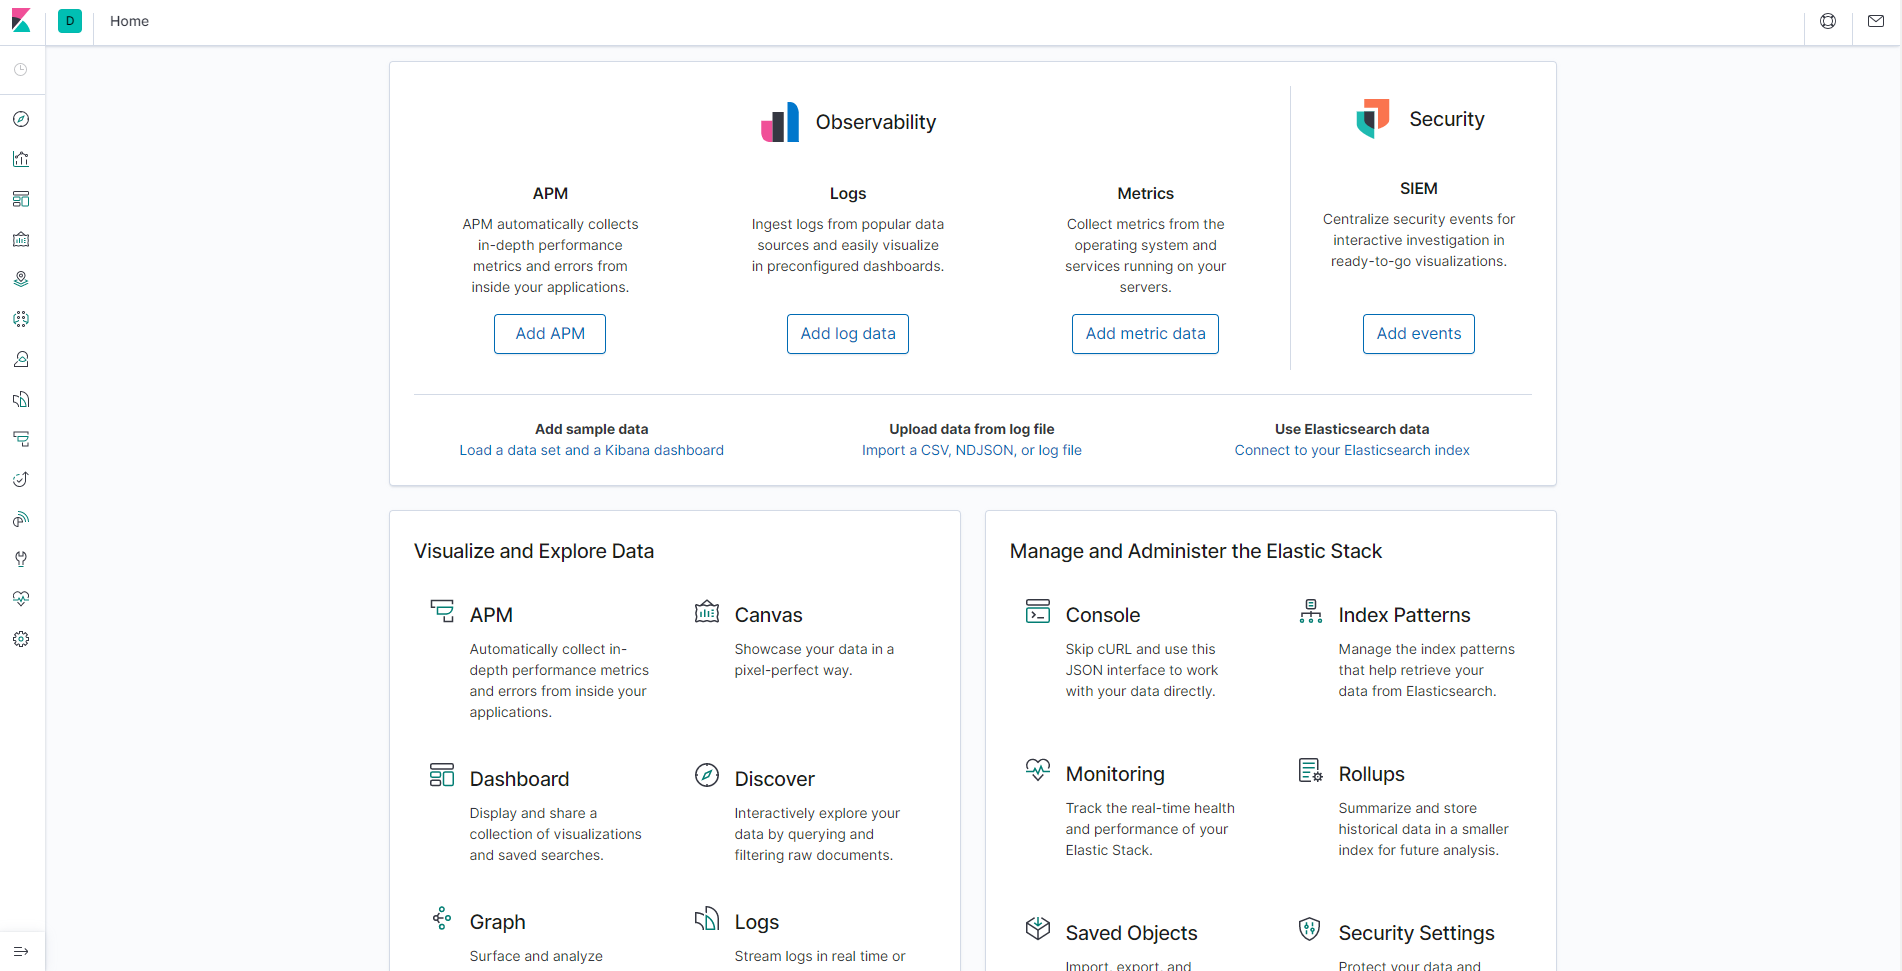 D Home
Observability
APM
APM automatically collects
in-depth performance
metrics and errors from
inside your applications.
Add APM
Logs
Ingest logs from popular data
sources and easily visualize
in preconfigured dashboards.
Add log data
Metrics
Collect metrics from the
operating system and
services running on your
servers.
Add metric data
Security
SIEM
Centralize security events for
interactive investigation in
ready-to-go visualizations.
Add events
Add sample data
Load a data set and a Kibana dashboard
Upload data from log file
Import a CSV, NDJSON, or log file
Use Elasticsearch data
Connect to your Elasticsearch index
Visualize and Explore Data
APM
Automatically collect in-
depth performance metrics
and errors from inside your
applications.
Canvas
Showcase your data in a
pixel-perfect way.
Dashboard
Display and share a
collection of visualizations
and saved searches.
Discover
Interactively explore your
data by querying and
filtering raw documents.
Graph
Surface and analyze
Logs
Stream logs in real time or
Manage and Administer the Elastic Stack
Console
Skip cURL and use this
JSON interface to work
with your data directly.
Index Patterns
Manage the index patterns
that help retrieve your
data from Elasticsearch.
Monitoring
Track the real-time health
and performance of your
Elastic Stack.
Rollups
Summarize and store
historical data in a smaller
index for future analysis.
Saved Objects
Import, export, and
Security Settings
Protect your data and